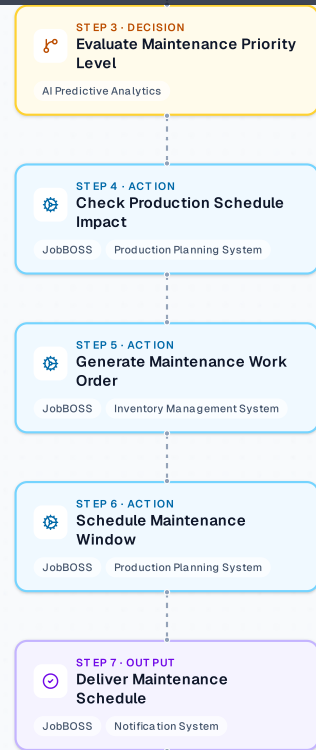 STEP 3 · DECISION
Evaluate Maintenance Priority
Level
AI Predictive Analytics
STEP 4 · ACTION
Check Production Schedule
Impact
JobBOSS Production Planning System
STEP 5 · ACTION
Generate Maintenance Work
Order
JobBOSS Inventory Management System
STEP 6 · ACTION
Schedule Maintenance
Window
JobBOSS Production Planning System
STEP 7 · OUTPUT
Deliver Maintenance
Schedule
JobBOSS Notification System